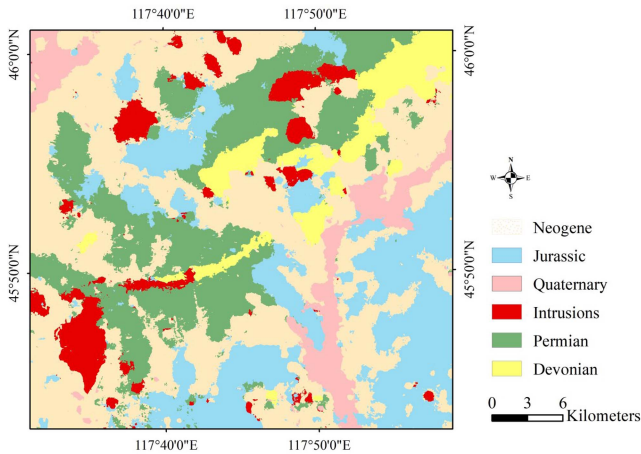 117°40'0"E 117°50'0"E
46°0'0"N 46°0'0"N
N
W E
S
Neogene
Jurassic
Quaternary
45°50'0"N 45°50'0"N
Intrusions
Permian
Devonian
0 3 6
Kilometers
117°40'0"E 117°50'0"E